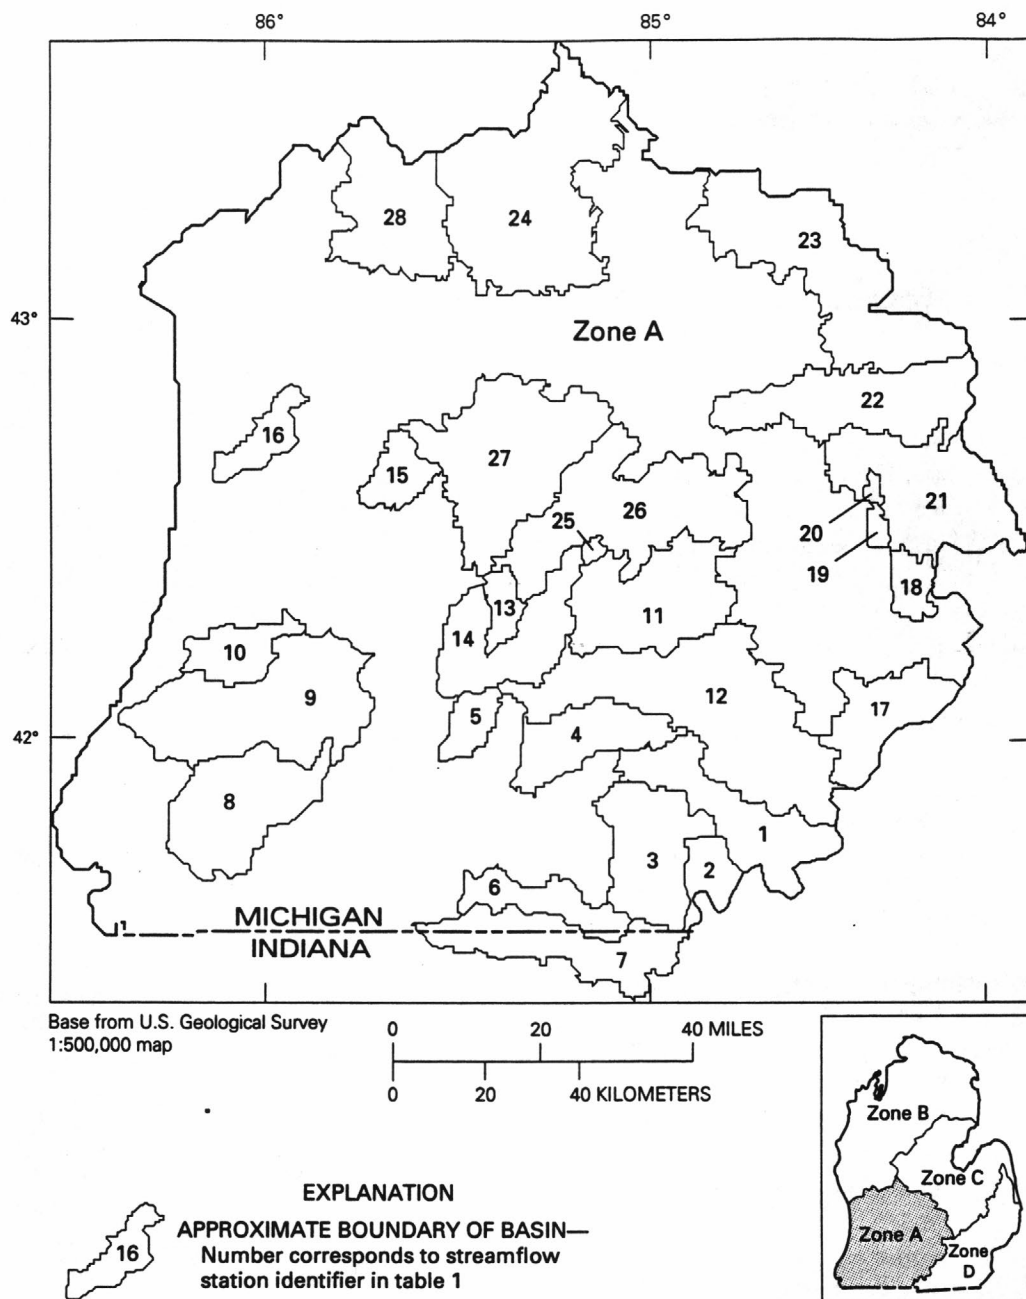 86°
85°
84°
28
24
23
43°
Zone A
22
16
27
15
21
26
25
20
19
18
13
11
14
10
12
9
17
5
42°
4
8
1
3
2
6
MICHIGAN
INDIANA
7
Base from U.S. Geological Survey
1:500,000 map
0 20 40 MILES
0 20 40 KILOMETERS
Zone B
Zone C
Zone A
Zone
D
EXPLANATION
APPROXIMATE BOUNDARY OF BASIN—
16
Number corresponds to streamflow
station identifier in table 1